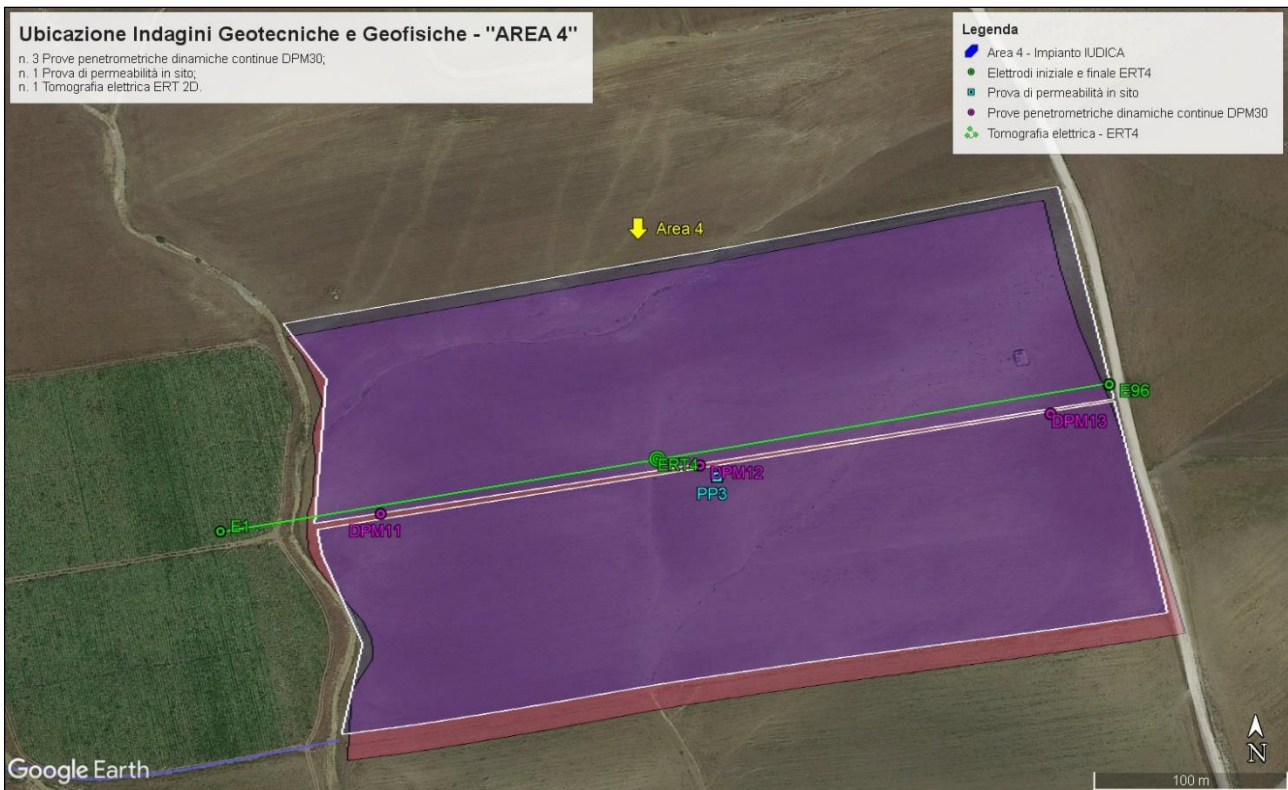 Ubicazione Indagini Geotecniche e Geofisiche - "AREA 4"
n. 3 Prove penetrometriche dinamiche continue DPM30;
n. 1 Prova di permeabilità in sito;
n. 1 Tomografia elettrica ERT 2D.
Legenda
Area 4 - Impianto IUDICA
Elettrodi iniziale e finale ERT4
Prova di permeabilità in sito
Prove penetrometriche dinamiche continue DPM30
Tomografia elettrica - ERT4
Area 4
E96
DPM13
ERT4
DPM12
PP3
E1
DPM11
Google Earth
N
100 m